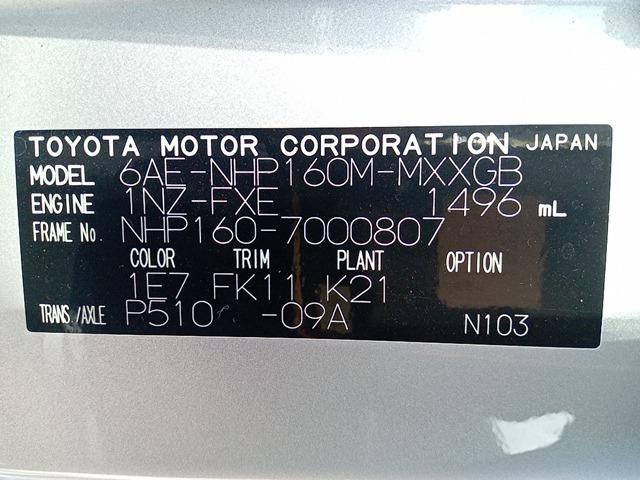 TOYOTA MOTOR CORPORATION JAPAN
MODEL 6AE-NHP160M-MXXGB
ENGINE 1NZ-FXE 1496 mL
FRAME No. NHP160-7000807
COLOR TRIM PLANT OPTION
1E7 FK11 K21
TRANS./AXLE P510 -09A N103